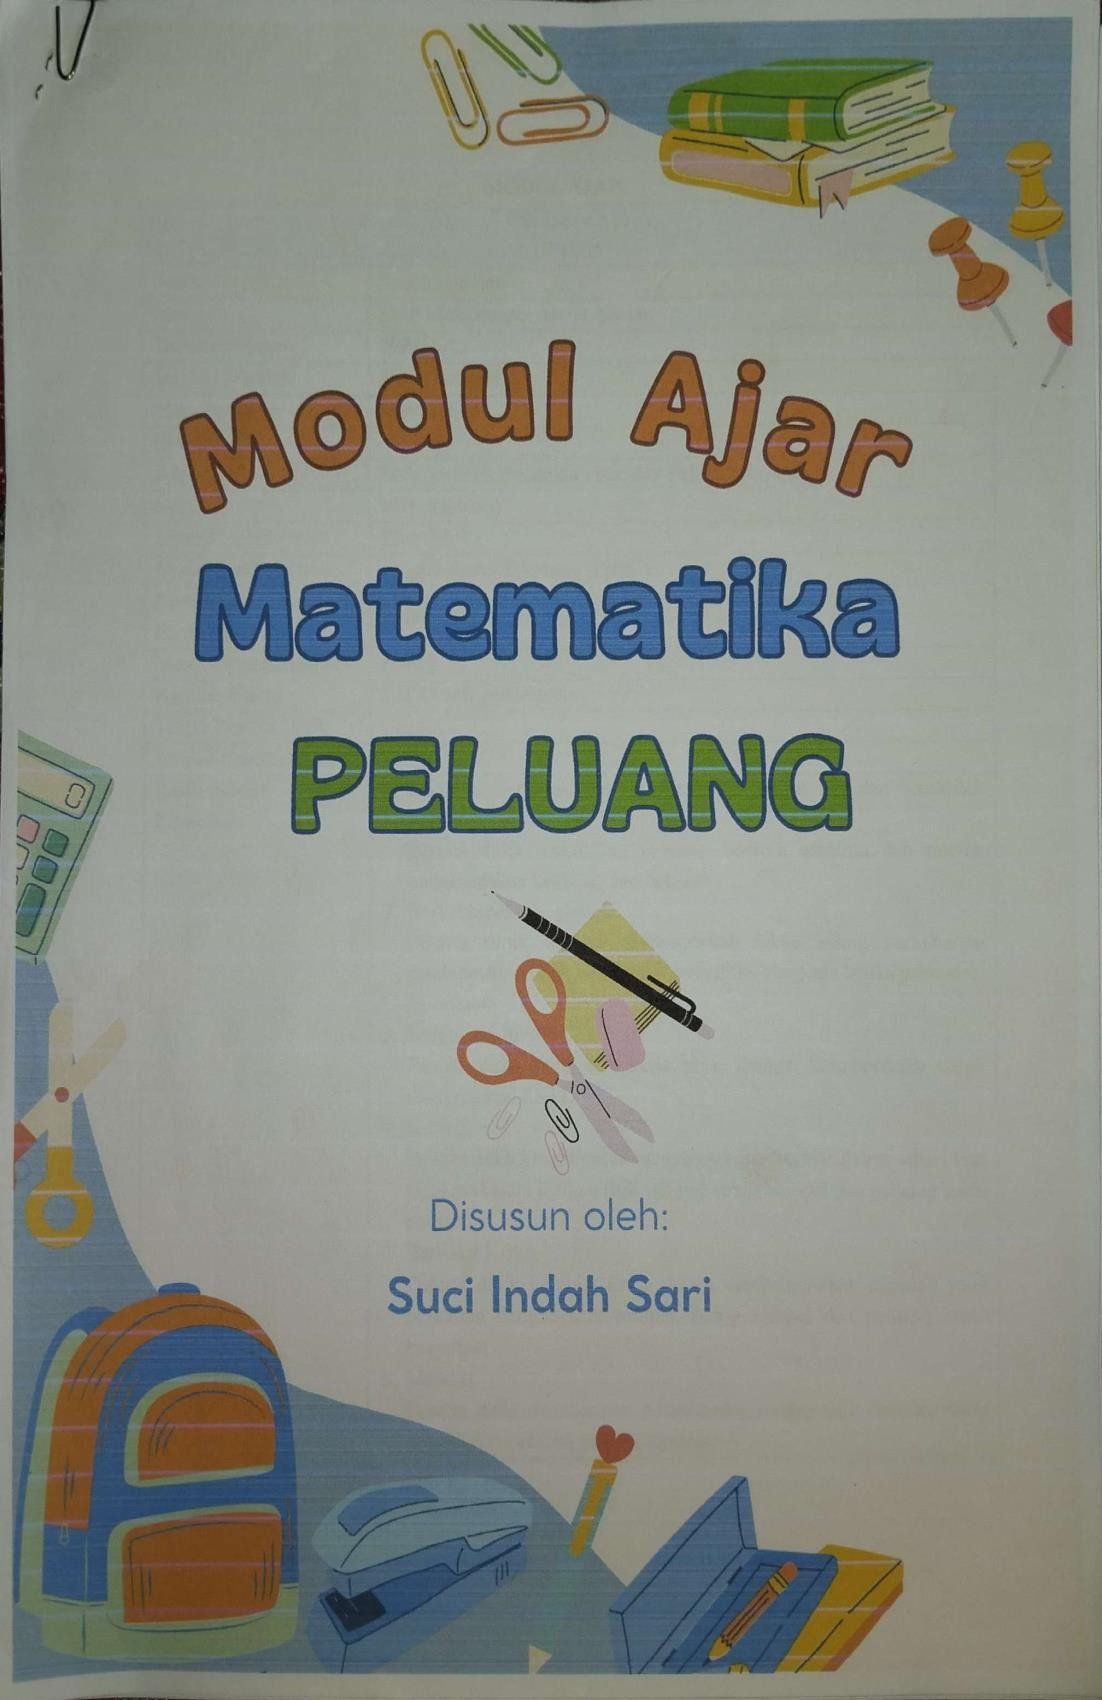 Modul Ajar
Matematika
PELUANG
Disusun oleh:
Suci Indah Sari